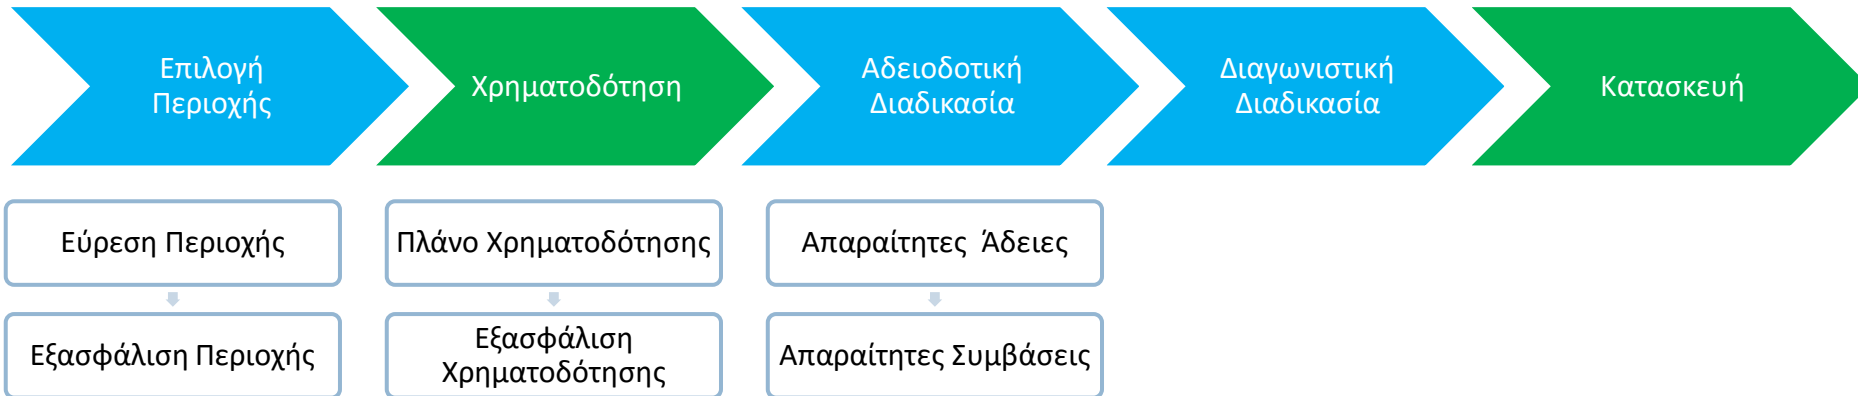 Επιλογή
Περιοχής
Χρηματοδότηση
Αδειοδοτική
Διαδικασία
Διαγωνιστική
Διαδικασία
Κατασκευή
Εύρεση Περιοχής
Πλάνο Χρηματοδότησης
Απαραίτητες Άδειες
Εξασφάλιση Περιοχής
Εξασφάλιση
Χρηματοδότησης
Απαραίτητες Συμβάσεις